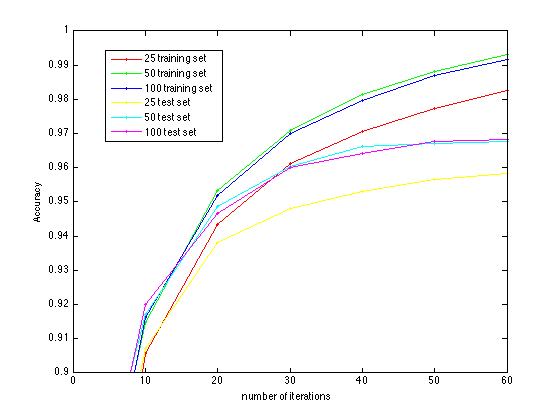 1
0.99
0.98
0.97
0.96
0.95
0.94
0.93
0.92
0.91
0.9
Accuracy
25 training set
50 training set
100 training set
25 test set
50 test set
100 test set
0 10 20 30 40 50 60
number of iterations